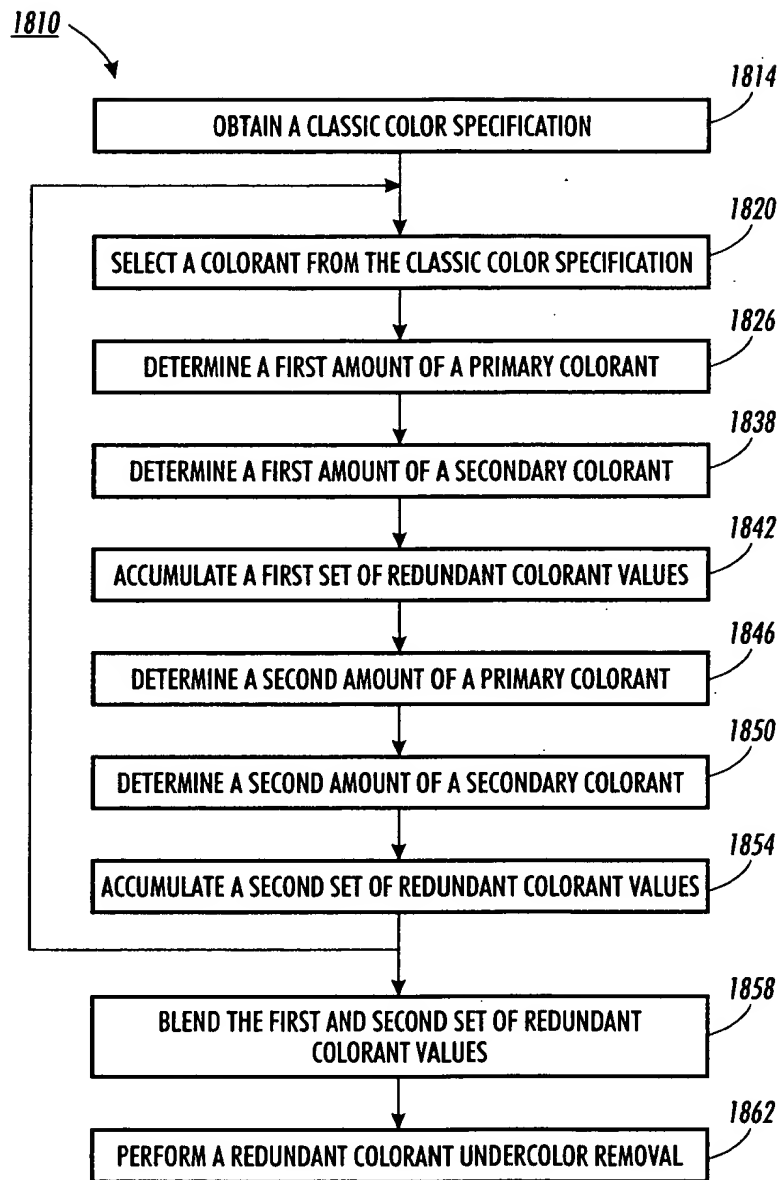 1810
1814
OBTAIN A CLASSIC COLOR SPECIFICATION
1820
SELECT A COLORANT FROM THE CLASSIC COLOR SPECIFICATION
1826
DETERMINE A FIRST AMOUNT OF A PRIMARY COLORANT
1838
DETERMINE A FIRST AMOUNT OF A SECONDARY COLORANT
1842
ACCUMULATE A FIRST SET OF REDUNDANT COLORANT VALUES
1846
DETERMINE A SECOND AMOUNT OF A PRIMARY COLORANT
1850
DETERMINE A SECOND AMOUNT OF A SECONDARY COLORANT
1854
ACCUMULATE A SECOND SET OF REDUNDANT COLORANT VALUES
1858
BLEND THE FIRST AND SECOND SET OF REDUNDANT
COLORANT VALUES
1862
PERFORM A REDUNDANT COLORANT UNDERCOLOR REMOVAL